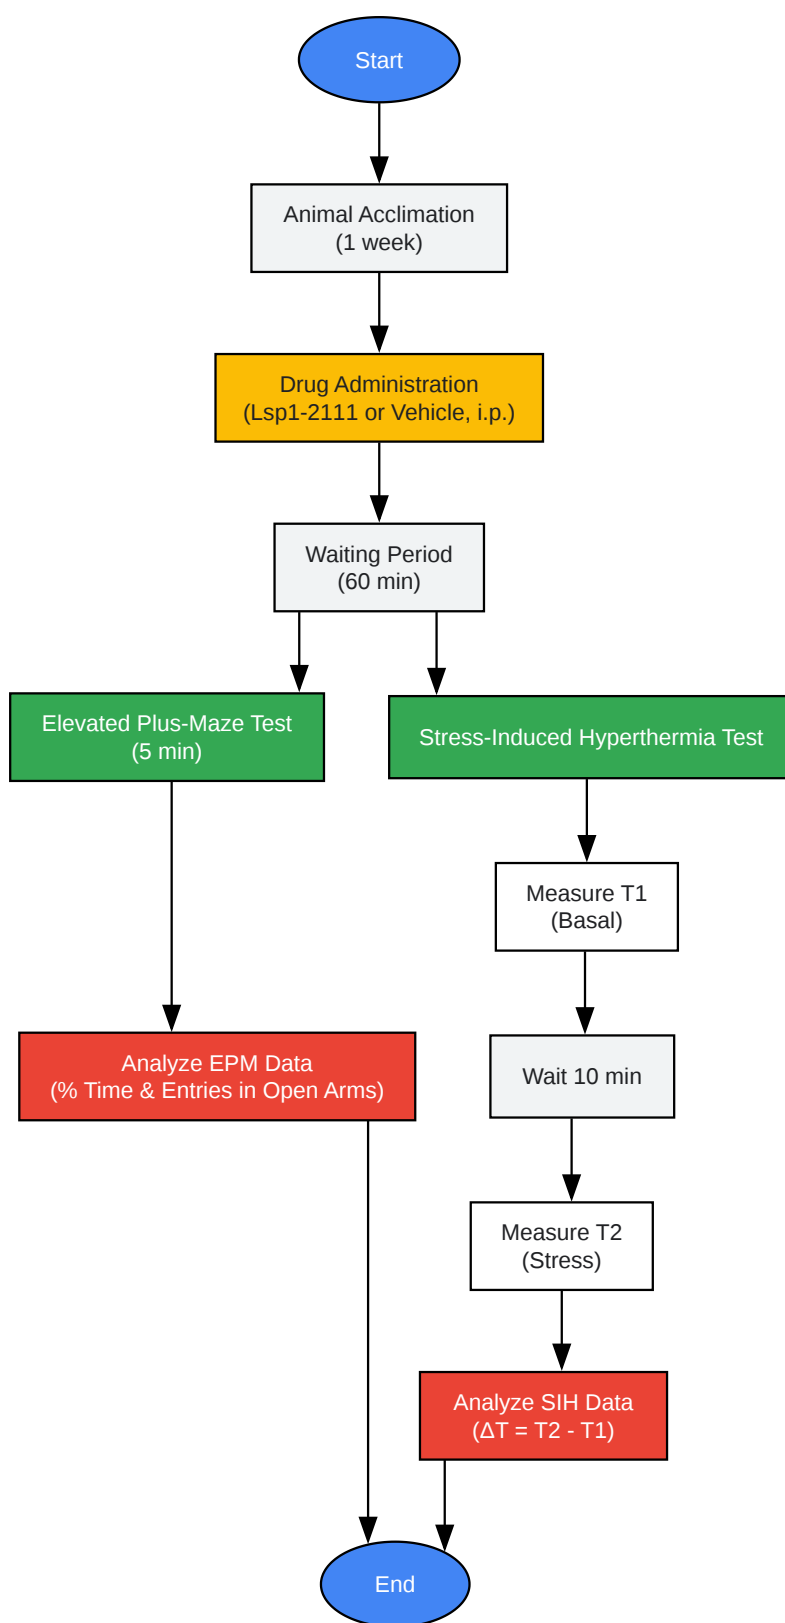 Start
Animal Acclimation
(1 week)
Drug Administration
(Lsp1-2111 or Vehicle, i.p.)
Waiting Period
(60 min)
Elevated Plus-Maze Test
(5 min)
Stress-Induced Hyperthermia Test
Measure T1
(Basal)
Analyze EPM Data
(% Time & Entries in Open Arms)
Wait 10 min
Measure T2
(Stress)
Analyze SIH Data
(ΔT = T2 - T1)
End